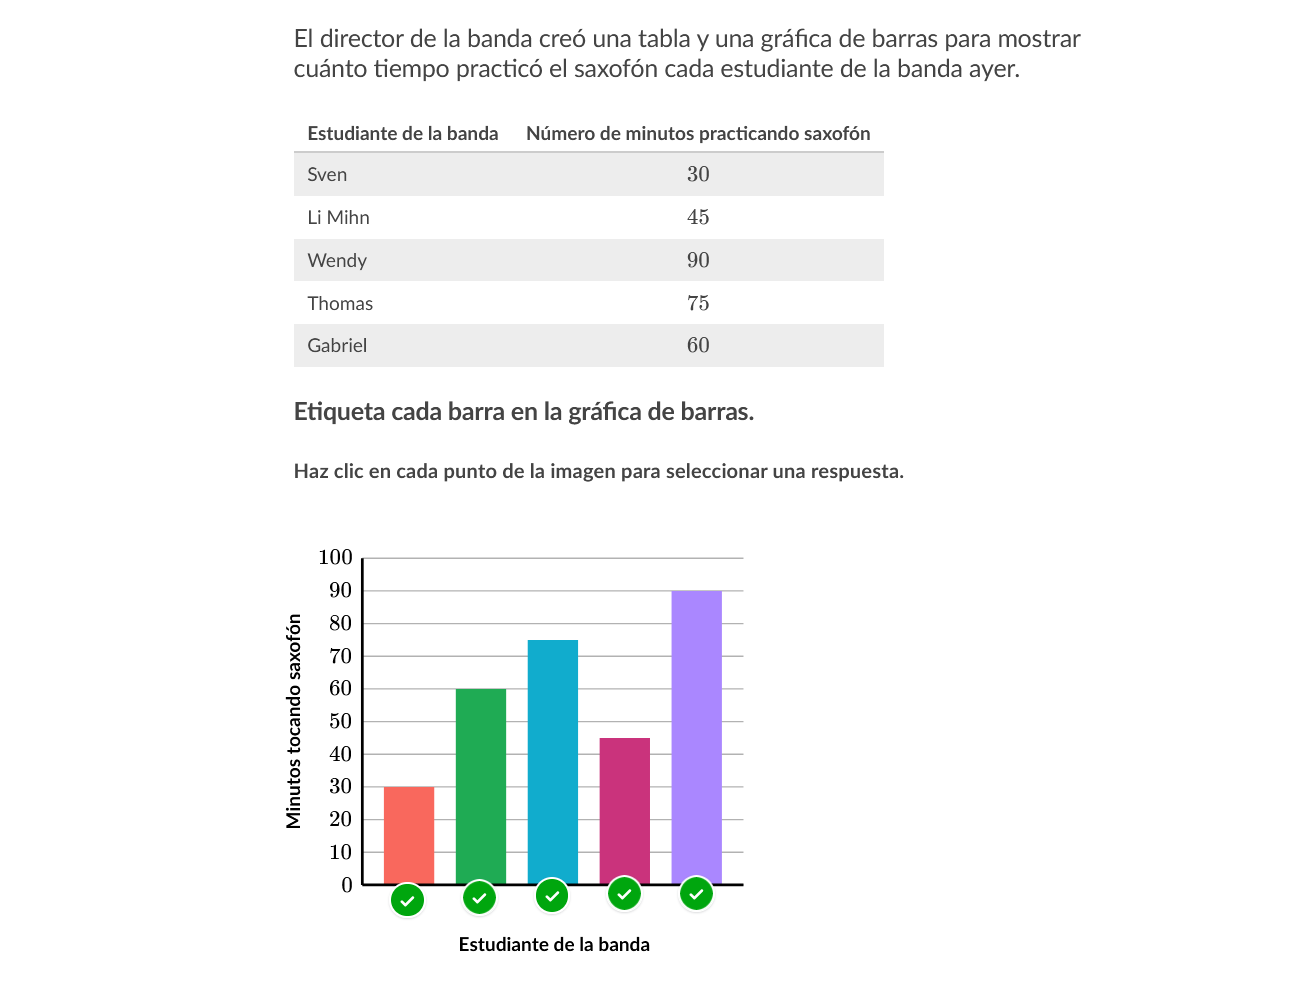 El director de la banda creó una tabla y una gráfica de barras para mostrar
cuánto tiempo practicó el saxofón cada estudiante de la banda ayer.
Estudiante de la banda Número de minutos practicando saxofón
Sven 30
Li Mihn 45
Wendy 90
Thomas 75
Gabriel 60
Etiqueta cada barra en la gráfica de barras.
Haz clic en cada punto de la imagen para seleccionar una respuesta.
Minutos tocando saxofón
100
90
80
70
60
50
40
30
20
10
0
Estudiante de la banda